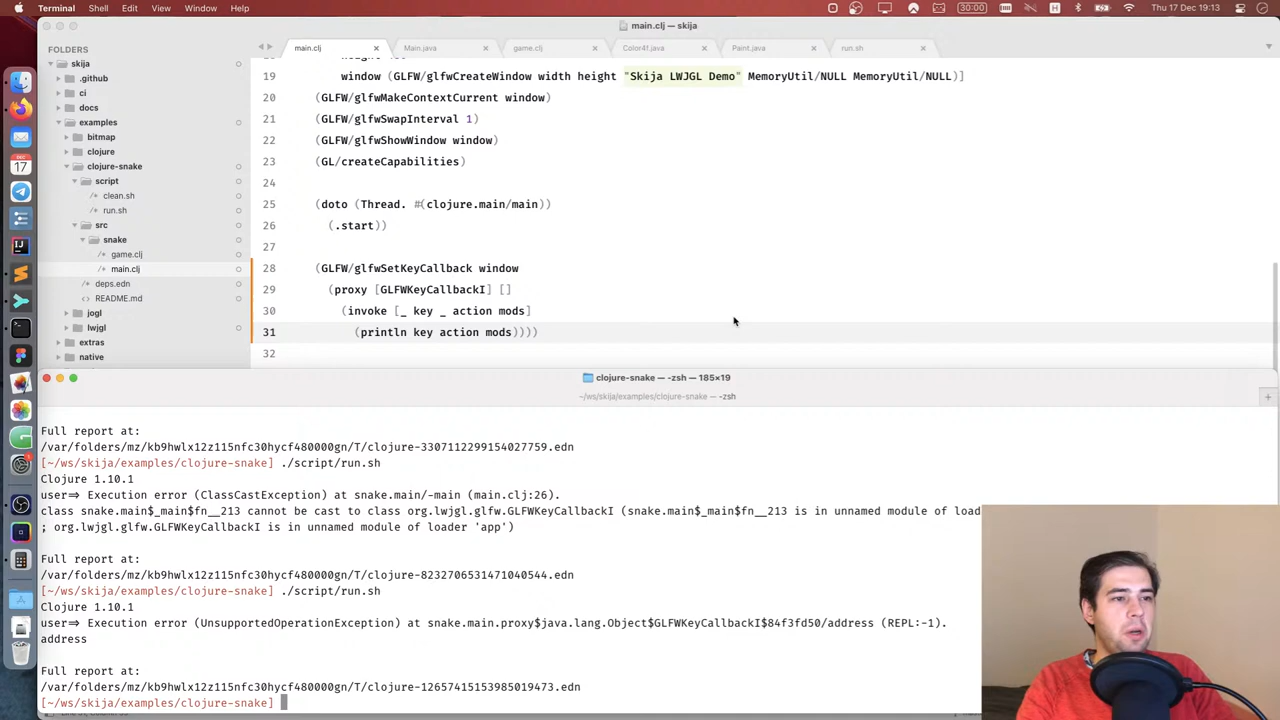 Terminal Shell Edit View Window Help 30:00 Thu 17 Dec 19:13
main.clj — skija
FOLDERS
main.clj × Main.java × game.clj × Color4f.java × Paint.java × run.sh ×
skija
.github
ci
docs
examples
bitmap
clojure
clojure-snake
script
clean.sh
run.sh
src
snake
game.clj
main.clj
deps.edn
README.md
jogl
lwjgl
extras
native
19 window (GLFW/glfwCreateWindow width height "Skija LWJGL Demo" MemoryUtil/NULL MemoryUtil/NULL)]
20 (GLFW/glfwMakeContextCurrent window)
21 (GLFW/glfwSwapInterval 1)
22 (GLFW/glfwShowWindow window)
23 (GL/createCapabilities)
24
25 (doto (Thread. #(clojure.main/main))
26 (.start))
27
28 (GLFW/glfwSetKeyCallback window
29 (proxy [GLFWKeyCallbackI] []
30 (invoke [_ key _ action mods]
31 (println key action mods))))
32
clojure-snake — -zsh — 185×19
~/ws/skija/examples/clojure-snake — -zsh
Full report at:
/var/folders/mz/kb9hwlx12z115nfc30hycf480000gn/T/clojure-3307112299154027759.edn
[~/ws/skija/examples/clojure-snake] ./script/run.sh
Clojure 1.10.1
user=> Execution error (ClassCastException) at snake.main/-main (main.clj:26).
class snake.main$_main$fn__213 cannot be cast to class org.lwjgl.glfw.GLFWKeyCallbackI (snake.main$_main$fn__213 is in unnamed module of load
; org.lwjgl.glfw.GLFWKeyCallbackI is in unnamed module of loader 'app')
Full report at:
/var/folders/mz/kb9hwlx12z115nfc30hycf480000gn/T/clojure-8232706531471040544.edn
[~/ws/skija/examples/clojure-snake] ./script/run.sh
Clojure 1.10.1
user=> Execution error (UnsupportedOperationException) at snake.main.proxy$java.lang.Object$GLFWKeyCallbackI$84f3fd50/address (REPL:-1).
address
Full report at:
/var/folders/mz/kb9hwlx12z115nfc30hycf480000gn/T/clojure-12657415153985019473.edn
[~/ws/skija/examples/clojure-snake]